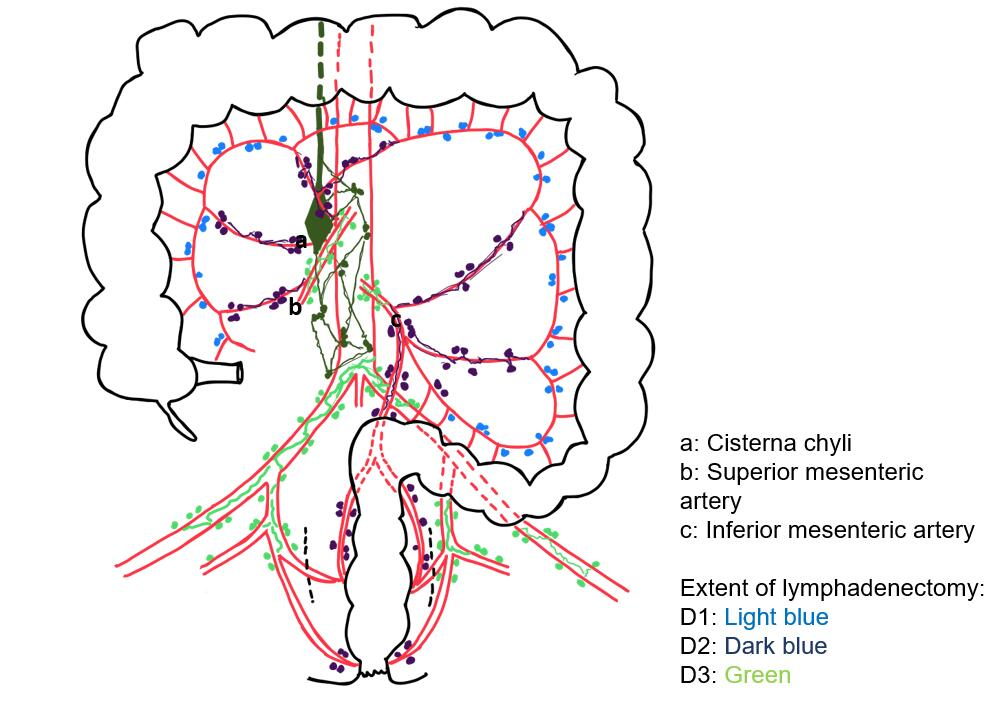 a
b
c
a: Cisterna chyli
b: Superior mesenteric
artery
c: Inferior mesenteric artery
Extent of lymphadenectomy:
D1: Light blue
D2: Dark blue
D3: Green